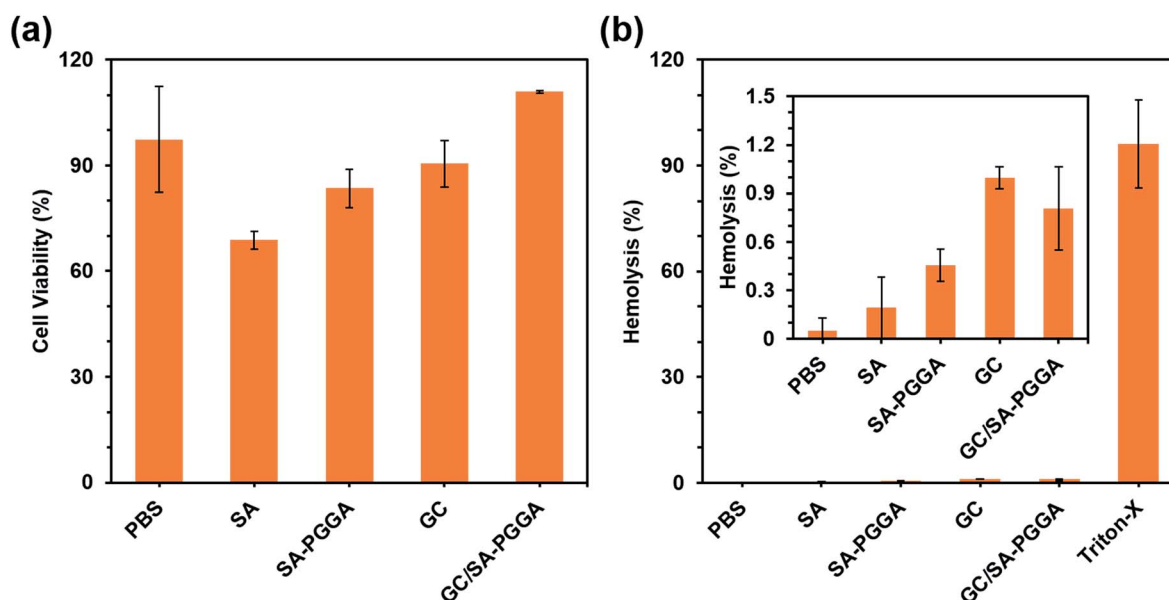 (a)
120
90
60
30
0
Cell Viability (%)
PBS
SA
SA-PGGA
GC
GC/SA-PGGA
(b)
120
90
60
30
0
Hemolysis (%)
1.5
1.2
0.9
0.6
0.3
0
Hemolysis (%)
PBS
SA
SA-PGGA
GC
GC/SA-PGGA
PBS
SA
SA-PGGA
GC
GC/SA-PGGA
Triton-X